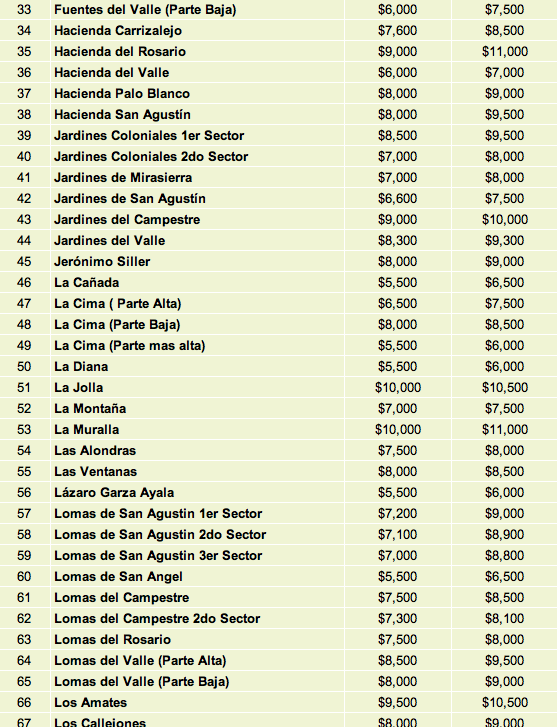 33 Fuentes del Valle (Parte Baja) $6,000 $7,500
34 Hacienda Carrizalejo $7,600 $8,500
35 Hacienda del Rosario $9,000 $11,000
36 Hacienda del Valle $6,000 $7,000
37 Hacienda Palo Blanco $8,000 $9,000
38 Hacienda San Agustín $8,000 $9,500
39 Jardines Coloniales 1er Sector $8,500 $9,500
40 Jardines Coloniales 2do Sector $7,000 $8,000
41 Jardines de Mirasierra $7,000 $8,000
42 Jardines de San Agustín $6,600 $7,500
43 Jardines del Campestre $9,000 $10,000
44 Jardines del Valle $8,300 $9,300
45 Jerónimo Siller $8,000 $9,000
46 La Cañada $5,500 $6,500
47 La Cima ( Parte Alta) $6,500 $7,500
48 La Cima (Parte Baja) $8,000 $8,500
49 La Cima (Parte mas alta) $5,500 $6,000
50 La Diana $5,500 $6,000
51 La Jolla $10,000 $10,500
52 La Montaña $7,000 $7,500
53 La Muralla $10,000 $11,000
54 Las Alondras $7,500 $8,000
55 Las Ventanas $8,000 $8,500
56 Lázaro Garza Ayala $5,500 $6,000
57 Lomas de San Agustin 1er Sector $7,200 $9,000
58 Lomas de San Agustin 2do Sector $7,100 $8,900
59 Lomas de San Agustin 3er Sector $7,000 $8,800
60 Lomas de San Angel $5,500 $6,500
61 Lomas del Campestre $7,500 $8,500
62 Lomas del Campestre 2do Sector $7,300 $8,100
63 Lomas del Rosario $7,500 $8,000
64 Lomas del Valle (Parte Alta) $8,500 $9,500
65 Lomas del Valle (Parte Baja) $8,000 $9,000
66 Los Amates $9,500 $10,500
67 Los Callejones $8,000 $9,000